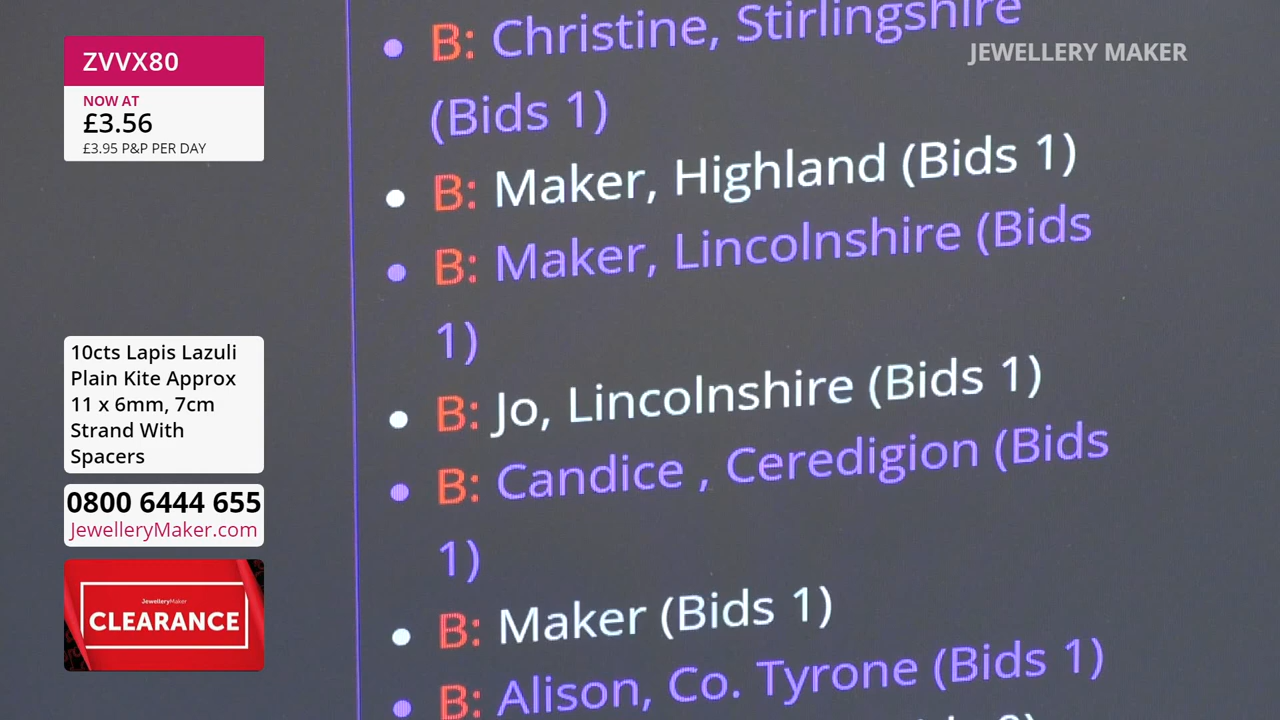 ZVVX80
NOW AT
£3.56
£3.95 P&P PER DAY
10cts Lapis Lazuli
Plain Kite Approx
11 x 6mm, 7cm
Strand With
Spacers
0800 6444 655
JewelleryMaker.com
JewelleryMaker
CLEARANCE
JEWELLERY MAKER
B: Christine, Stirlingshire
(Bids 1)
B: Maker, Highland (Bids 1)
B: Maker, Lincolnshire (Bids
1)
B: Jo, Lincolnshire (Bids 1)
B: Candice , Ceredigion (Bids
1)
B: Maker (Bids 1)
B: Alison, Co. Tyrone (Bids 1)